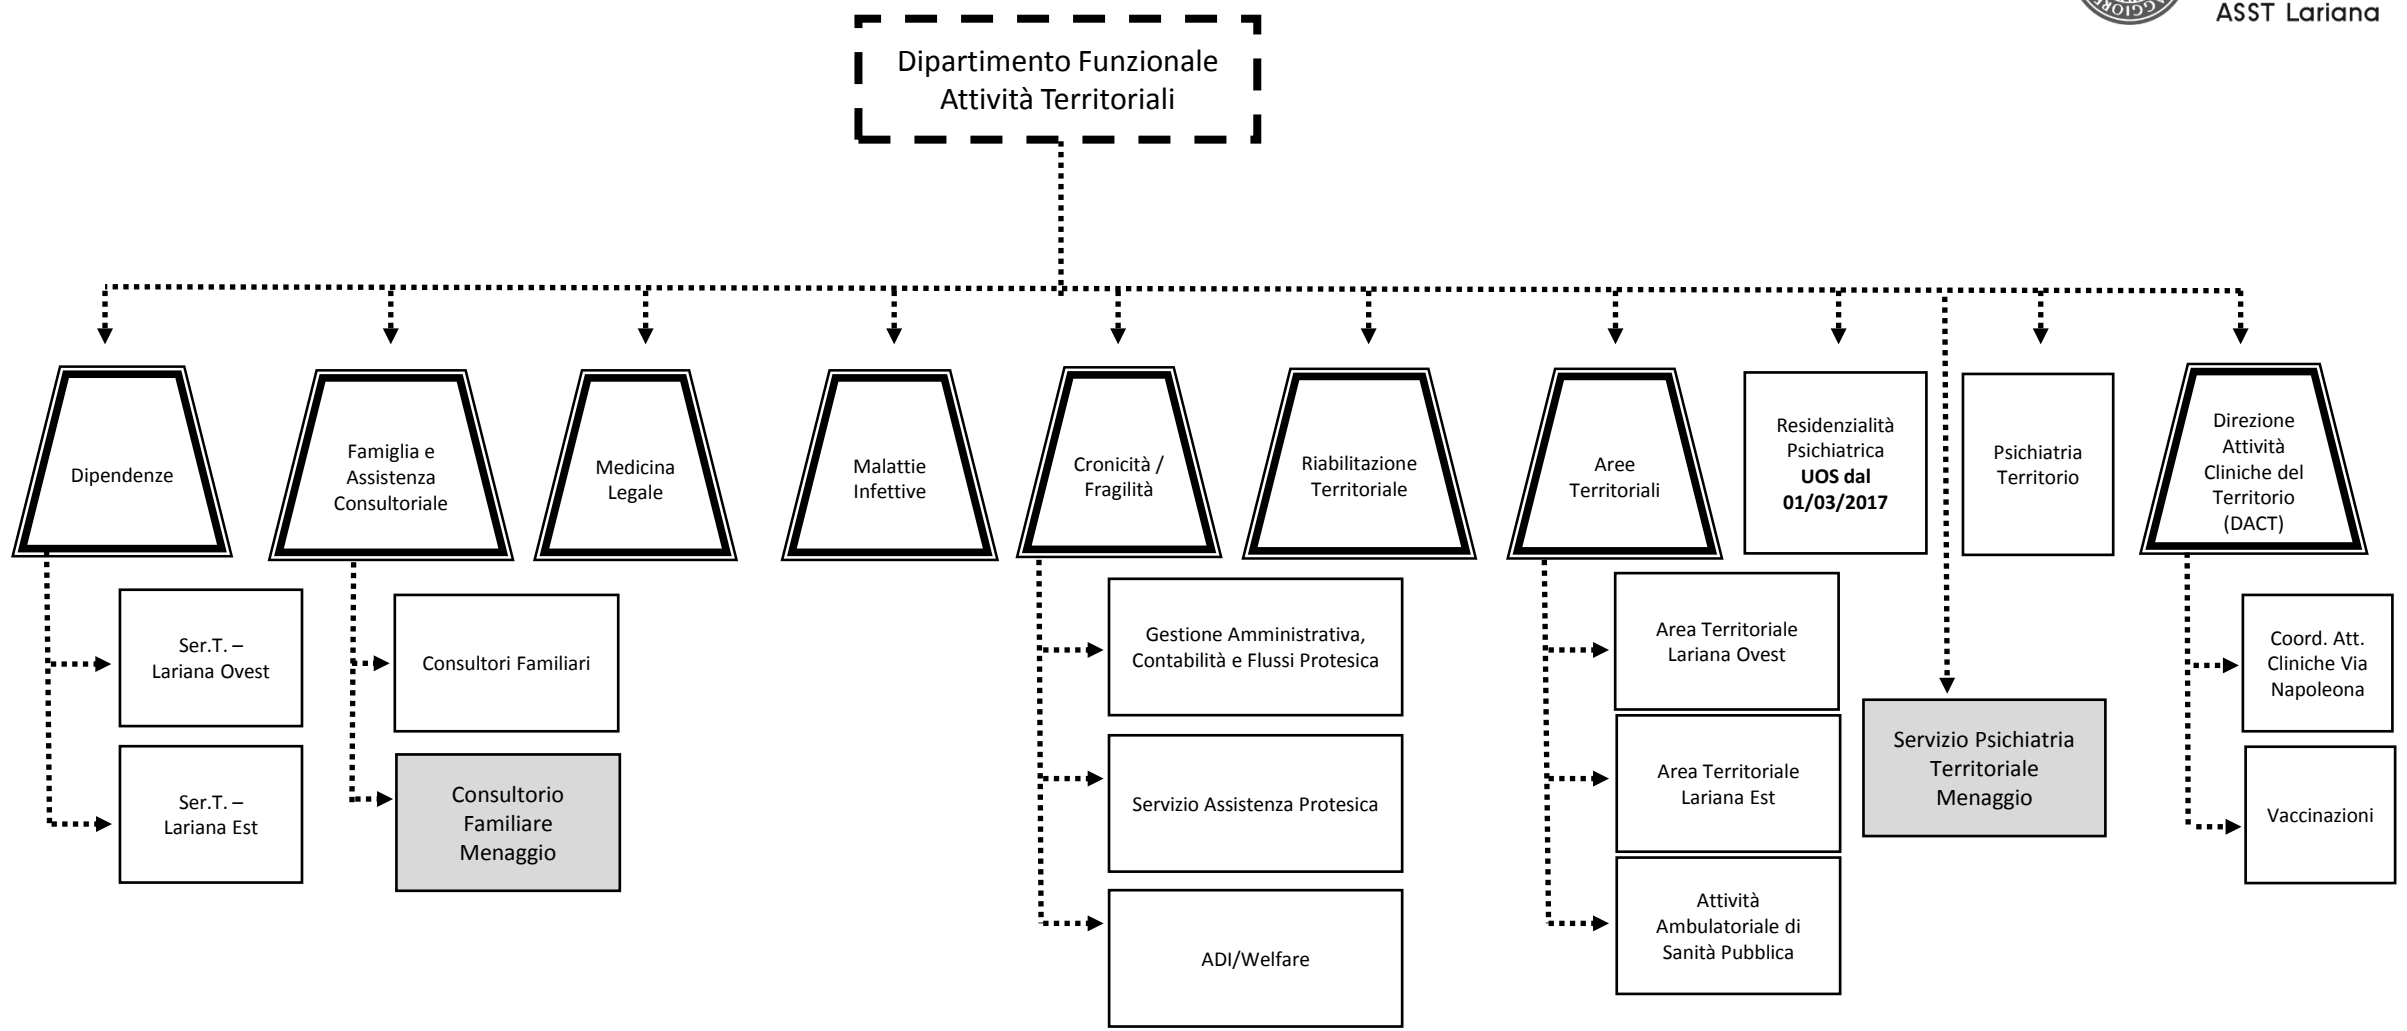 ASST Lariana
Dipartimento Funzionale
Attività Territoriali
Dipendenze
Famiglia e
Assistenza
Consultoriale
Medicina
Legale
Malattie
Infettive
Cronicità /
Fragilità
Riabilitazione
Territoriale
Aree
Territoriali
Residenzialità
Psichiatrica
UOS dal
01/03/2017
Psichiatria
Territorio
Direzione
Attività
Cliniche del
Territorio
(DACT)
Ser.T. –
Lariana Ovest
Ser.T. –
Lariana Est
Consultori Familiari
Consultorio
Familiare
Menaggio
Gestione Amministrativa,
Contabilità e Flussi Protesica
Servizio Assistenza Protesica
ADI/Welfare
Area Territoriale
Lariana Ovest
Area Territoriale
Lariana Est
Attività
Ambulatoriale di
Sanità Pubblica
Servizio Psichiatria
Territoriale
Menaggio
Coord. Att.
Cliniche Via
Napoleona
Vaccinazioni